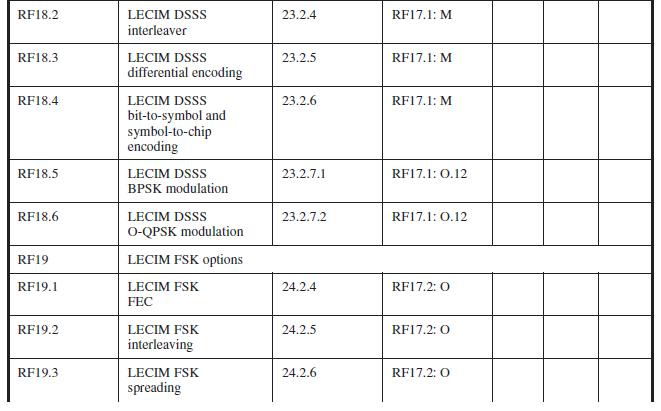 RF18.2 LECIM DSSS 23.2.4 RF17.1: M
interleaver
RF18.3 LECIM DSSS 23.2.5 RF17.1: M
differential encoding
RF18.4 LECIM DSSS 23.2.6 RF17.1: M
bit-to-symbol and
symbol-to-chip
encoding
RF18.5 LECIM DSSS 23.2.7.1 RF17.1: O.12
BPSK modulation
RF18.6 LECIM DSSS 23.2.7.2 RF17.1: O.12
O-QPSK modulation
RF19 LECIM FSK options
RF19.1 LECIM FSK 24.2.4 RF17.2: O
FEC
RF19.2 LECIM FSK 24.2.5 RF17.2: O
interleaving
RF19.3 LECIM FSK 24.2.6 RF17.2: O
spreading